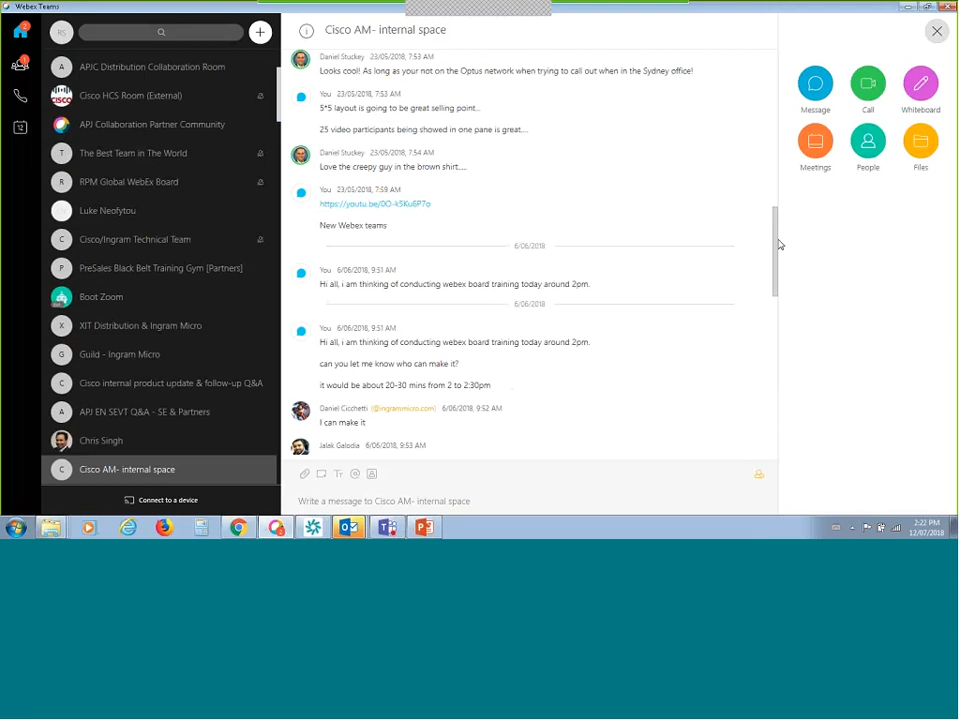 Webex Teams
2
1
12
RS
+
A APJC Distribution Collaboration Room
CISCO Cisco HCS Room (External)
APJ Collaboration Partner Community
T The Best Team in The World
R RPM Global WebEx Board
Luke Neofytou
C Cisco/Ingram Technical Team
P PreSales Black Belt Training Gym [Partners]
Boot Zoom
X XIT Distribution & Ingram Micro
G Guild - Ingram Micro
C Cisco internal product update & follow-up Q&A
A APJ EN SEVT Q&A - SE & Partners
Chris Singh
C Cisco AM- internal space
Connect to a device
Cisco AM- internal space
Daniel Stuckey 23/05/2018, 7:53 AM
Looks cool! As long as your not on the Optus network when trying to call out when in the Sydney office!
You 23/05/2018, 7:53 AM
5*5 layout is going to be great selling point...
25 video participants being showed in one pane is great....
Daniel Stuckey 23/05/2018, 7:54 AM
Love the creepy guy in the brown shirt.....
You 23/05/2018, 7:59 AM
https://youtu.be/0O-k5Ku6P7o
New Webex teams
6/06/2018
You 6/06/2018, 9:51 AM
Hi all, i am thinking of conducting webex board training today around 2pm.
6/06/2018
You 6/06/2018, 9:51 AM
Hi all, i am thinking of conducting webex board training today around 2pm.
can you let me know who can make it?
it would be about 20-30 mins from 2 to 2:30pm
Daniel Cicchetti (@ingrammicro.com) 6/06/2018, 9:52 AM
I can make it
Jalak Galodia 6/06/2018, 9:53 AM
Write a message to Cisco AM- internal space
Message
Call
Whiteboard
Meetings
People
Files
2:22 PM
12/07/2018